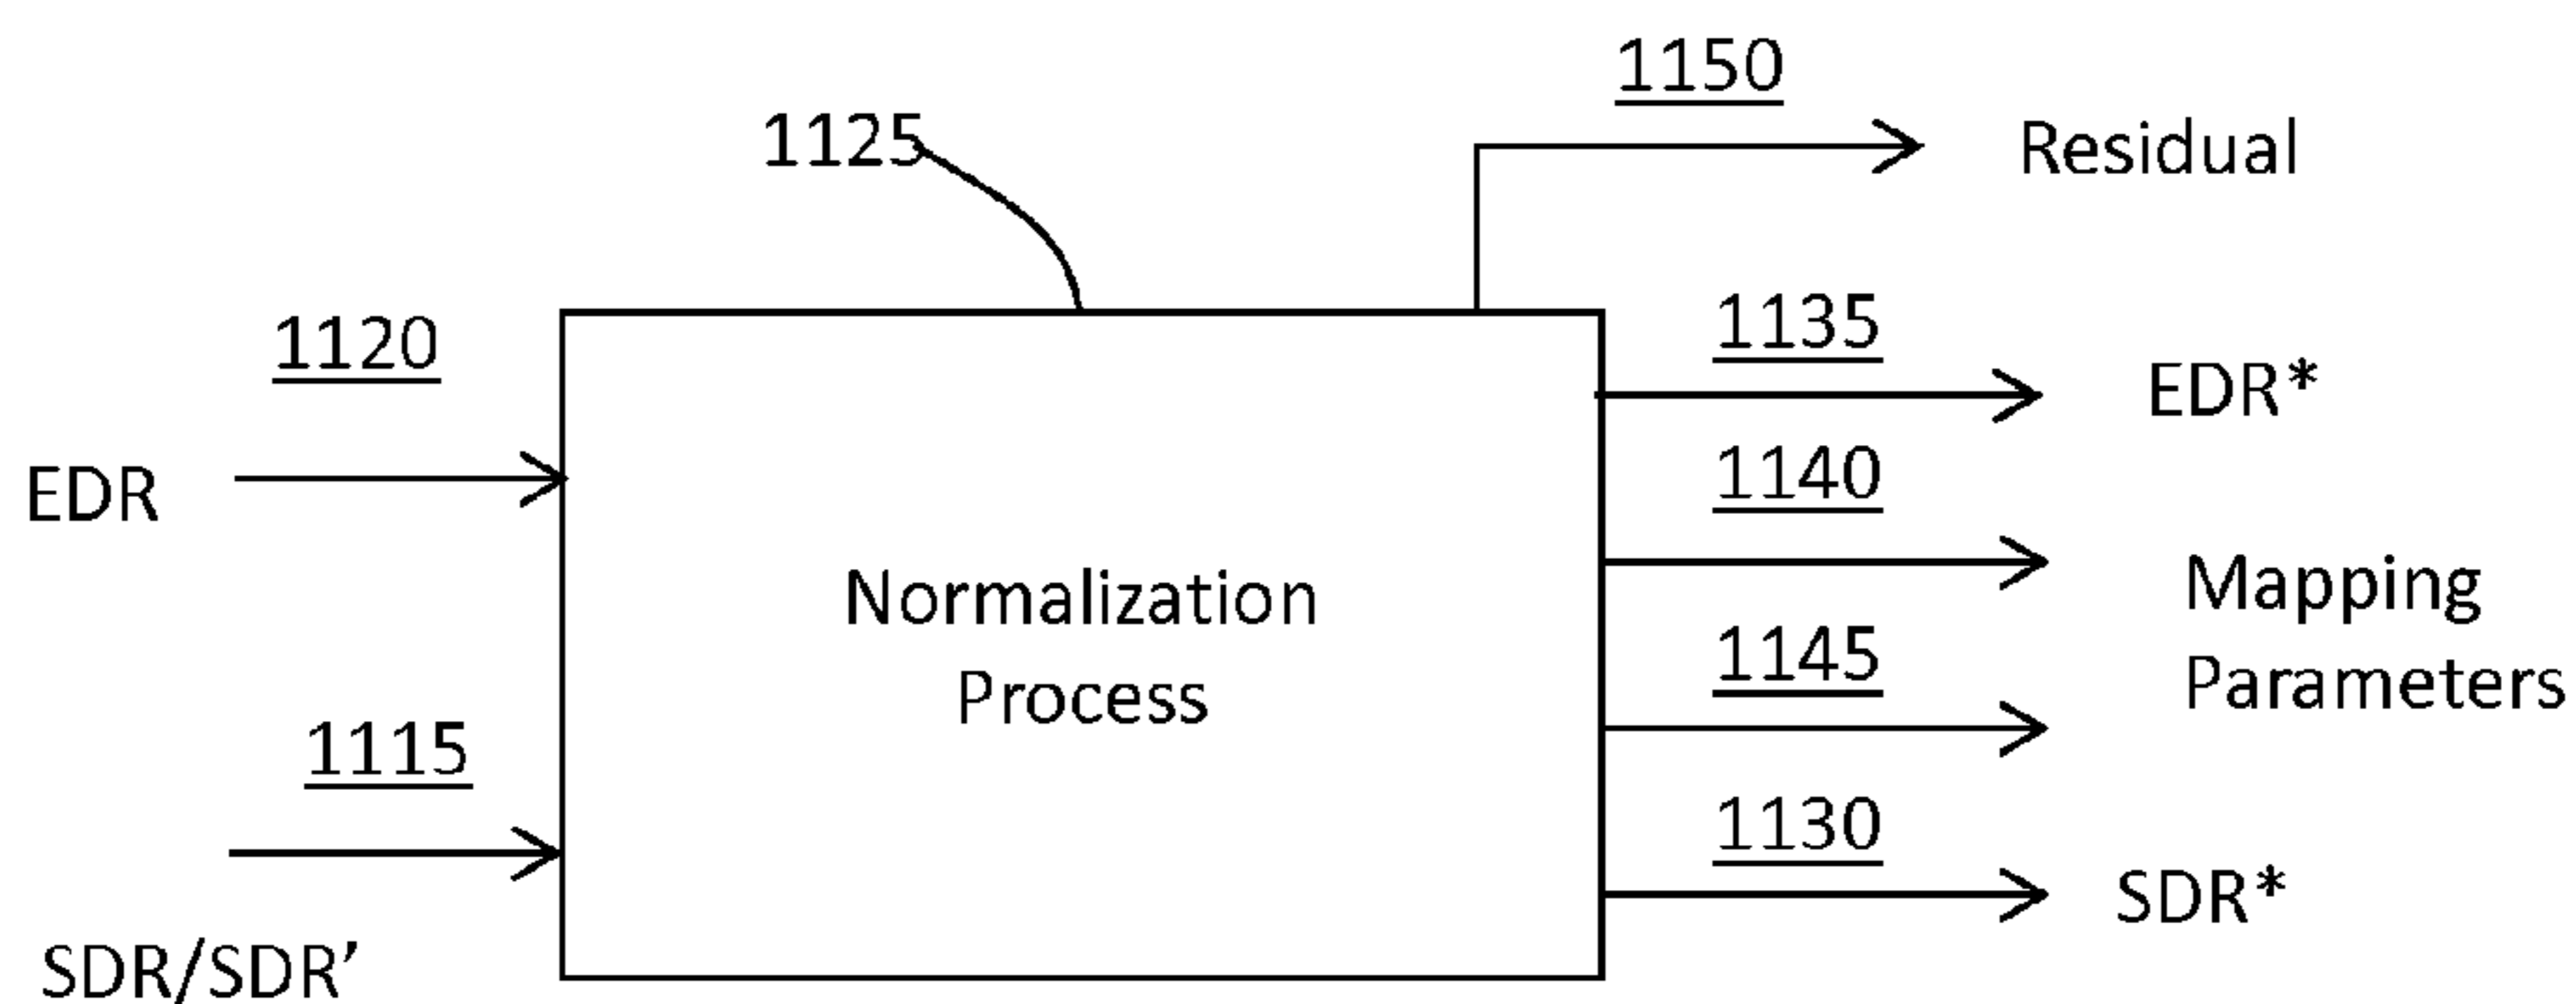 1150
Residual
1125
1120
EDR
1115
SDR/SDR’
Normalization
Process
1135
EDR*
1140
Mapping
Parameters
1145
1130
SDR*